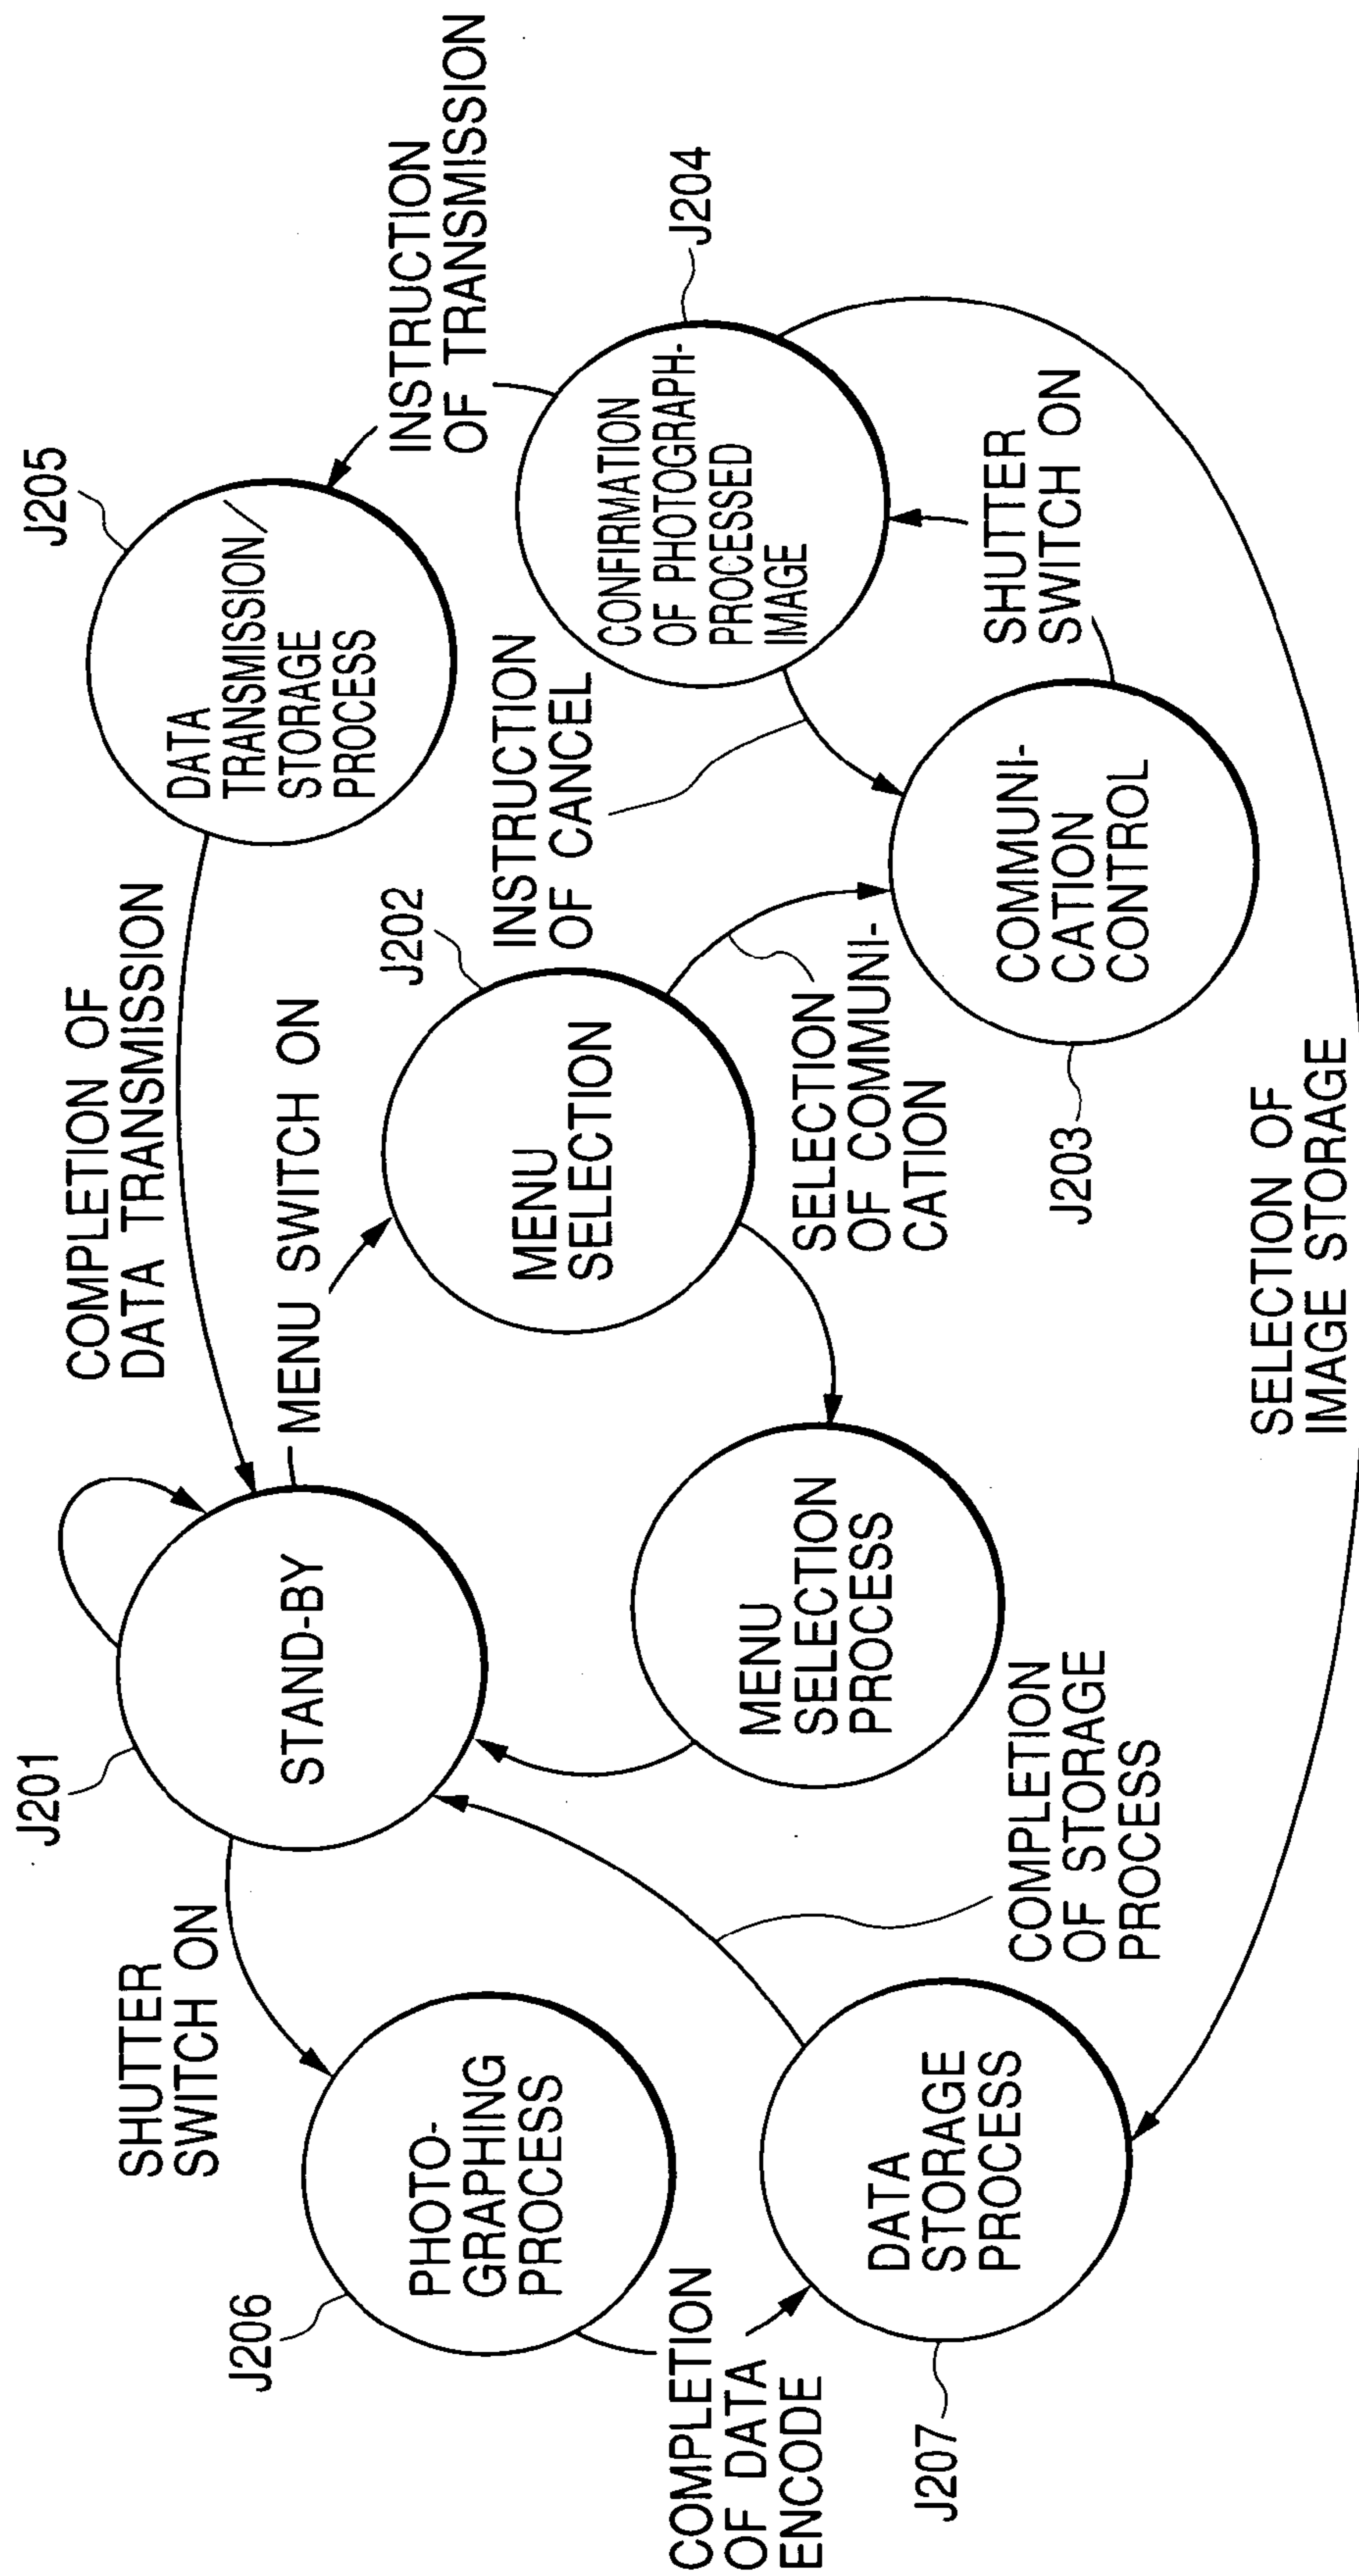 J201
STAND-BY
COMPLETION OF
DATA TRANSMISSION
J205
DATA
TRANSMISSION/
STORAGE
PROCESS
SHUTTER
SWITCH ON
MENU SWITCH ON
J202
MENU
SELECTION
INSTRUCTION
OF TRANSMISSION
J206
PHOTO-
GRAPHING
PROCESS
INSTRUCTION
OF CANCEL
J204
CONFIRMATION
OF PHOTOGRAPH-
PROCESSED
IMAGE
COMPLETION
OF DATA
ENCODE
MENU
SELECTION
PROCESS
SELECTION
OF COMMUNI-
CATION
SHUTTER
SWITCH ON
J207
DATA
STORAGE
PROCESS
COMPLETION
OF STORAGE
PROCESS
J203
COMMUNI-
CATION
CONTROL
SELECTION OF
IMAGE STORAGE